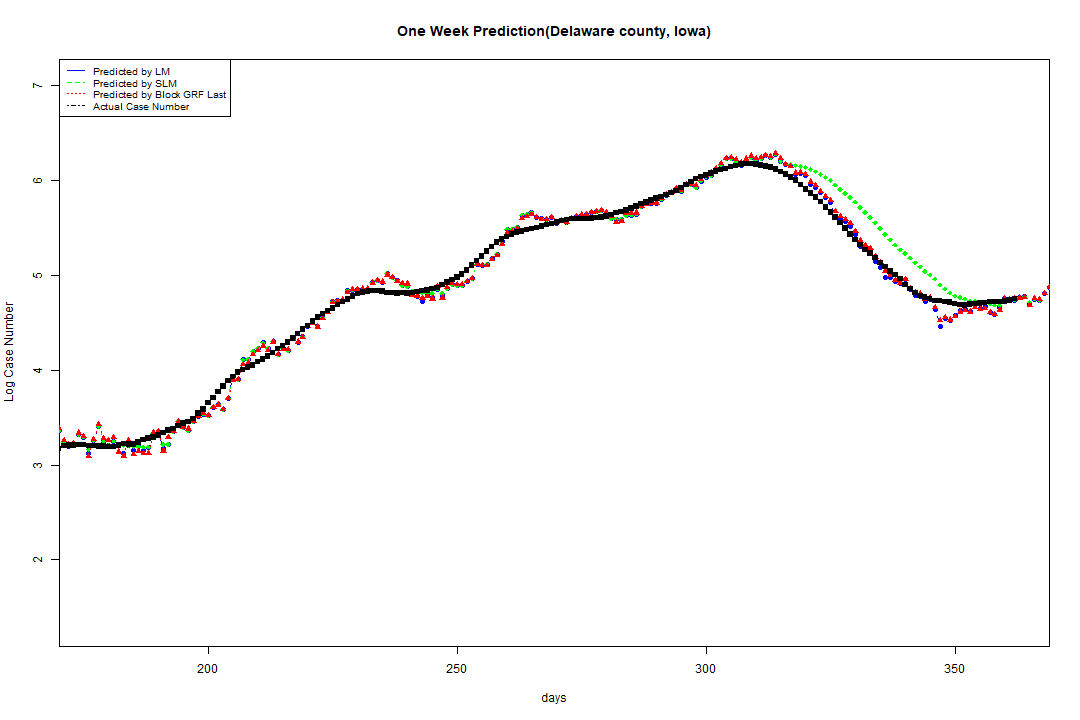 One Week Prediction(Delaware county, Iowa)
Predicted by LM
Predicted by SLM
Predicted by Block GRF Last
Actual Case Number
7
6
5
4
3
2
Log Case Number
200 250 300 350
days